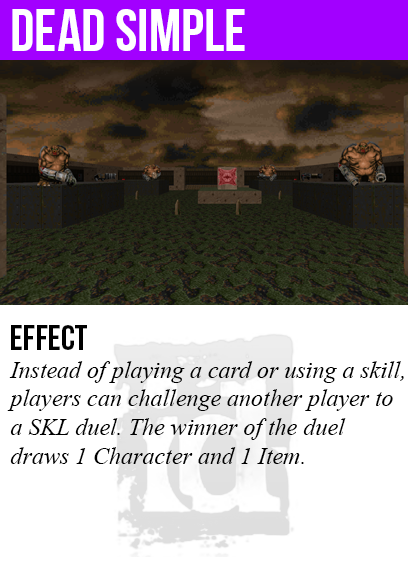 DEAD SIMPLE
EFFECT
Instead of playing a card or using a skill,
players can challenge another player to
a SKL duel. The winner of the duel
draws 1 Character and 1 Item.
id